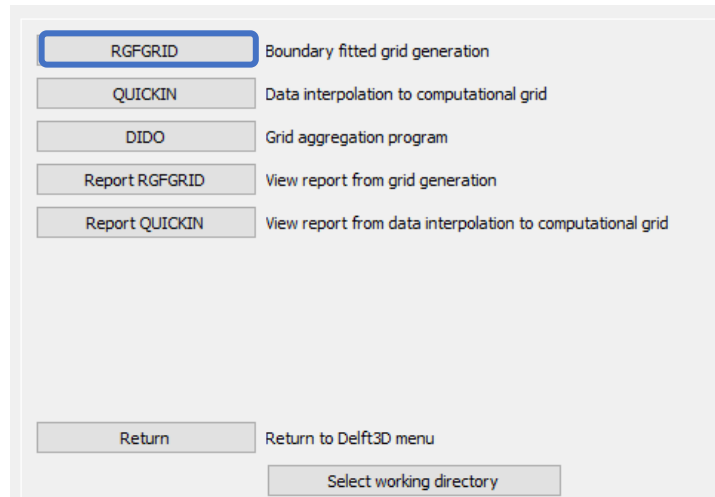 RGFGRID Boundary fitted grid generation
QUICKIN Data interpolation to computational grid
DIDO Grid aggregation program
Report RGFGRID View report from grid generation
Report QUICKIN View report from data interpolation to computational grid
Return Return to Delft3D menu
Select working directory